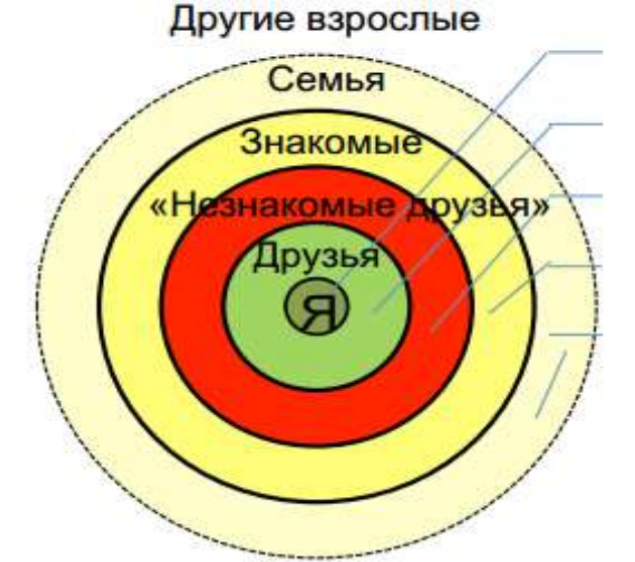 Другие взрослые
Семья
Знакомые
«Незнакомые друзья»
Друзья
Я